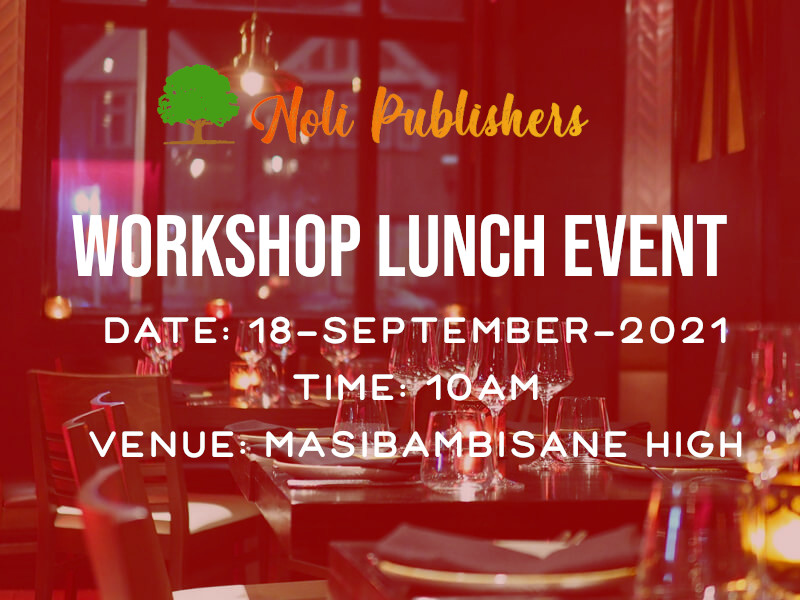 Noli Publishers
WORKSHOP LUNCH EVENT
DATE: 18-SEPTEMBER-2021
TIME: 10AM
VENUE: MASIBAMBISANE HIGH